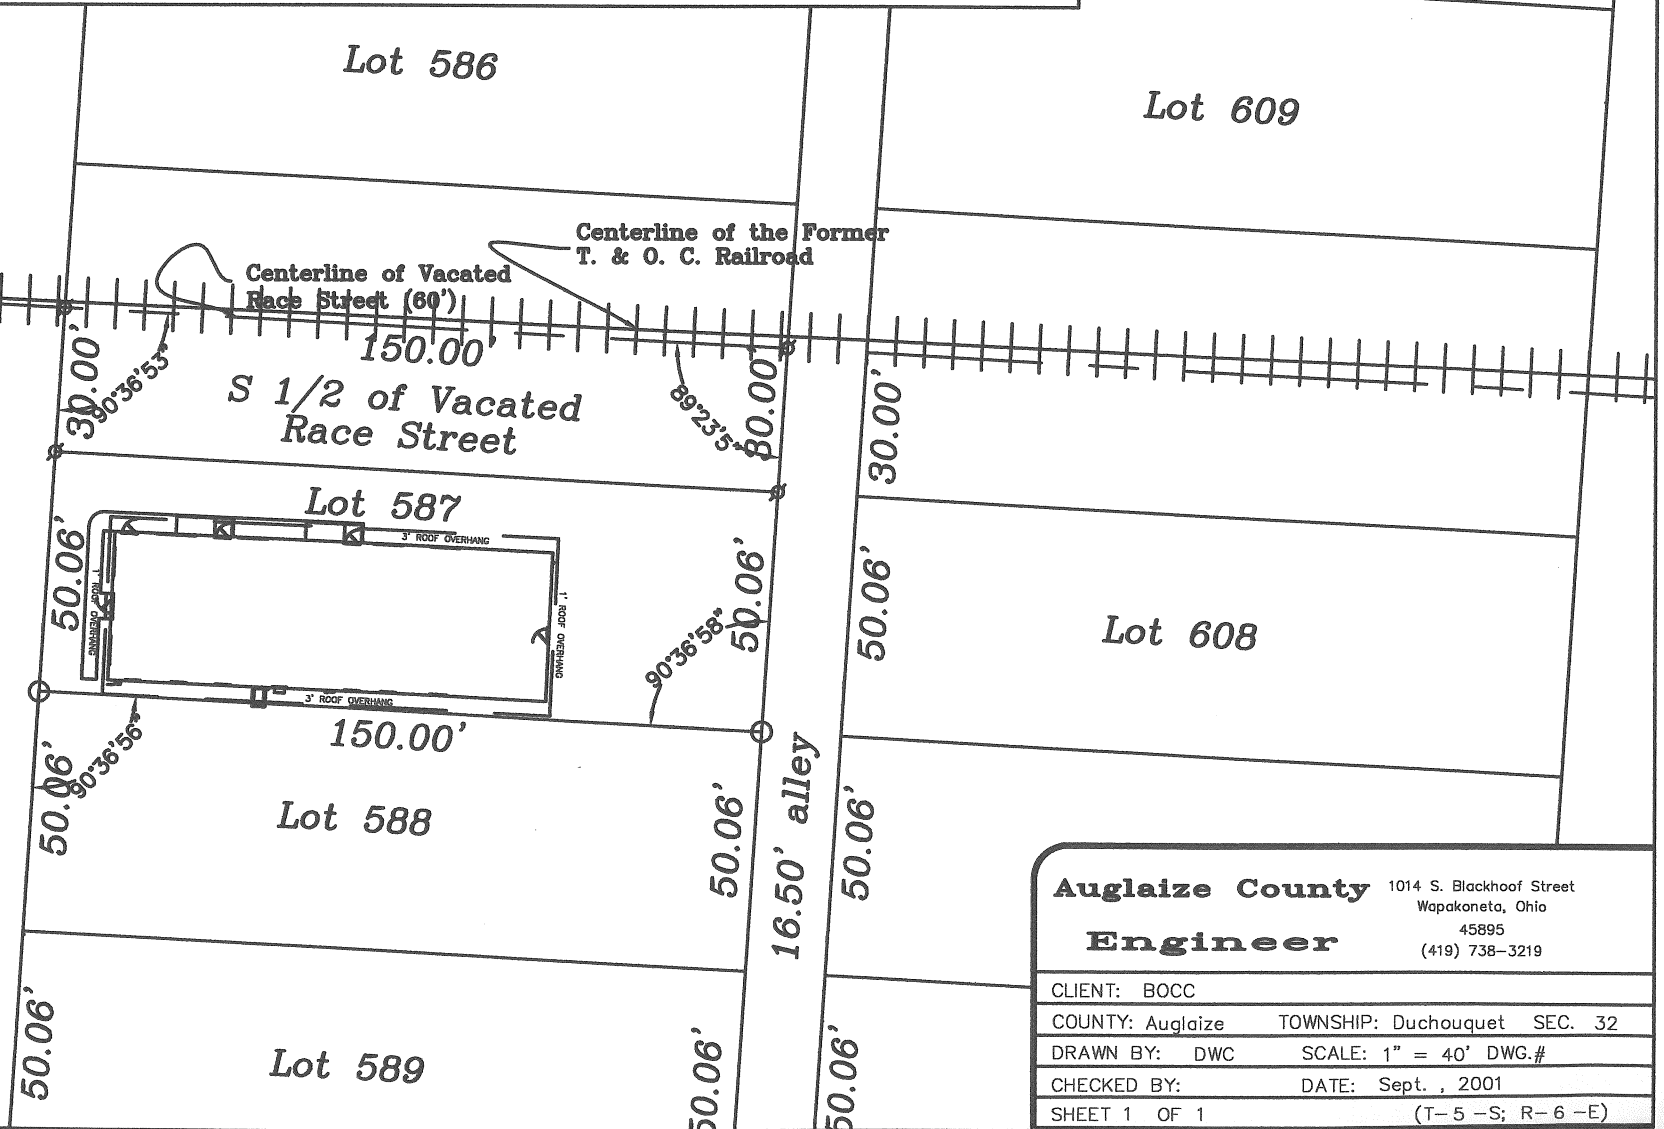 Lot 586
Lot 609
Centerline of the Former
T. & O. C. Railroad
Centerline of Vacated
Race Street (60')
150.00'
30.00'
90°36'53"
89°23'5
30.00'
30.00'
S 1/2 of Vacated
Race Street
Lot 587
3' ROOF OVERHANG
1' ROOF OVERHANG
1' ROOF OVERHANG
3' ROOF OVERHANG
50.06'
50.06'
50.06'
90°36'58"
Lot 608
150.00'
90°36'56"
50.06'
Lot 588
50.06'
16.50' alley
50.06'
50.06'
Lot 589
50.06'
50.06'
Auglaize County
Engineer
1014 S. Blackhoof Street
Wapakoneta, Ohio
45895
(419) 738-3219
CLIENT: BOCC
COUNTY: Auglaize TOWNSHIP: Duchouquet SEC. 32
DRAWN BY: DWC SCALE: 1" = 40' DWG.#
CHECKED BY: DATE: Sept. , 2001
SHEET 1 OF 1 (T-5-S; R-6-E)